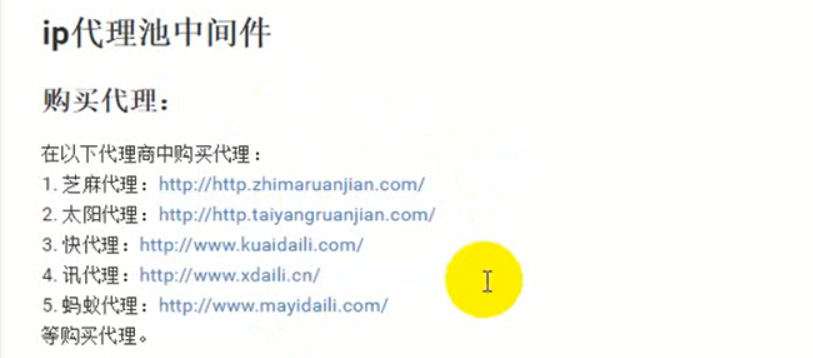 ip代理池中间件
购买代理：
在以下代理商中购买代理：
1. 芝麻代理：http://http.zhimaruanjian.com/
2. 太阳代理：http://http.taiyangruanjian.com/
3. 快代理：http://www.kuaidaili.com/
4. 讯代理：http://www.xdaili.cn/
5. 蚂蚁代理：http://www.mayidaili.com/
等购买代理。